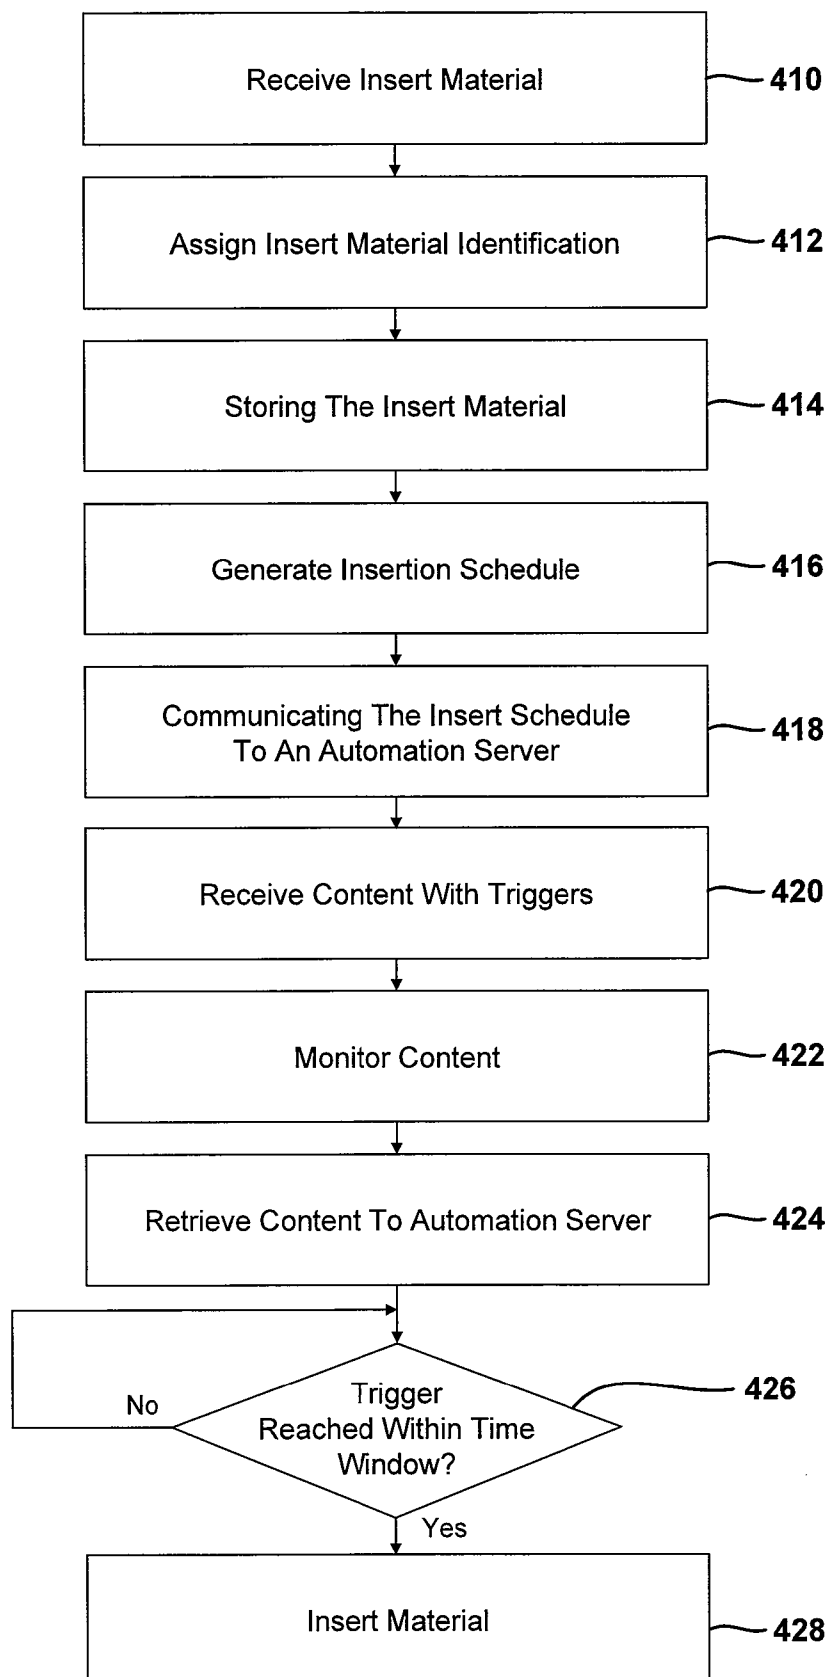 Receive Insert Material
410
Assign Insert Material Identification
412
Storing The Insert Material
414
Generate Insertion Schedule
416
Communicating The Insert Schedule
To An Automation Server
418
Receive Content With Triggers
420
Monitor Content
422
Retrieve Content To Automation Server
424
Trigger
Reached Within Time
Window?
426
No
Yes
Insert Material
428